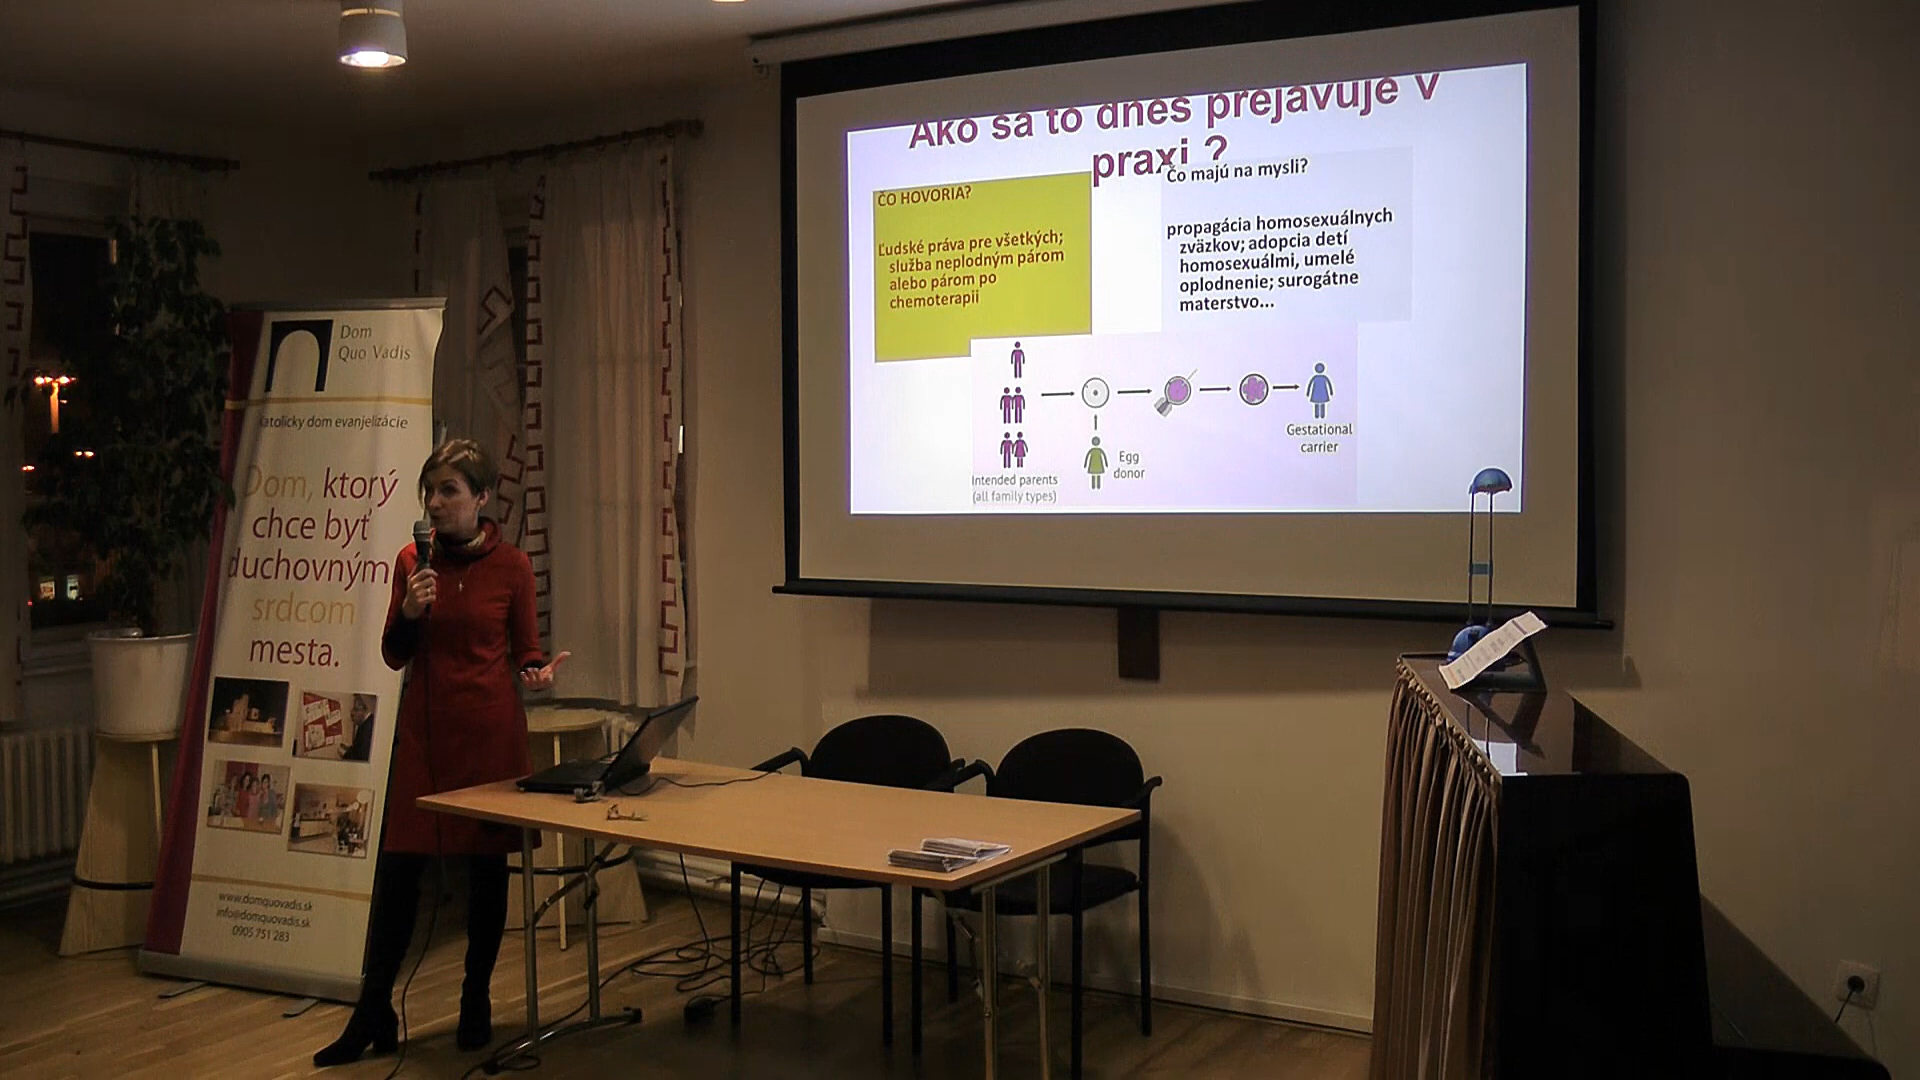 Ako sa to dnes prejavuje v
praxi ?
ČO HOVORIA?
Ľudské práva pre všetkých;
služba neplodným párom
alebo párom po
chemoterapii
Čo majú na mysli?
propagácia homosexuálnych
zväzkov; adopcia detí
homosexuálmi, umelé
oplodnenie; surogátne
materstvo...
Intended parents
(all family types)
Egg
donor
Gestational
carrier
Dom
Quo Vadis
Katolícky dom evanjelizácie
Dom, ktorý
chce byť
duchovným
srdcom
mesta.
www.domquovadis.sk
info@domquovadis.sk
0905 751 283